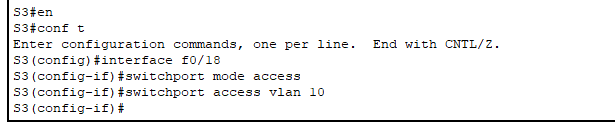 S3#en
S3#conf t
Enter configuration commands, one per line.  End with CNTL/Z.
S3(config)#interface f0/18
S3(config-if)#switchport mode access
S3(config-if)#switchport access vlan 10
S3(config-if)#